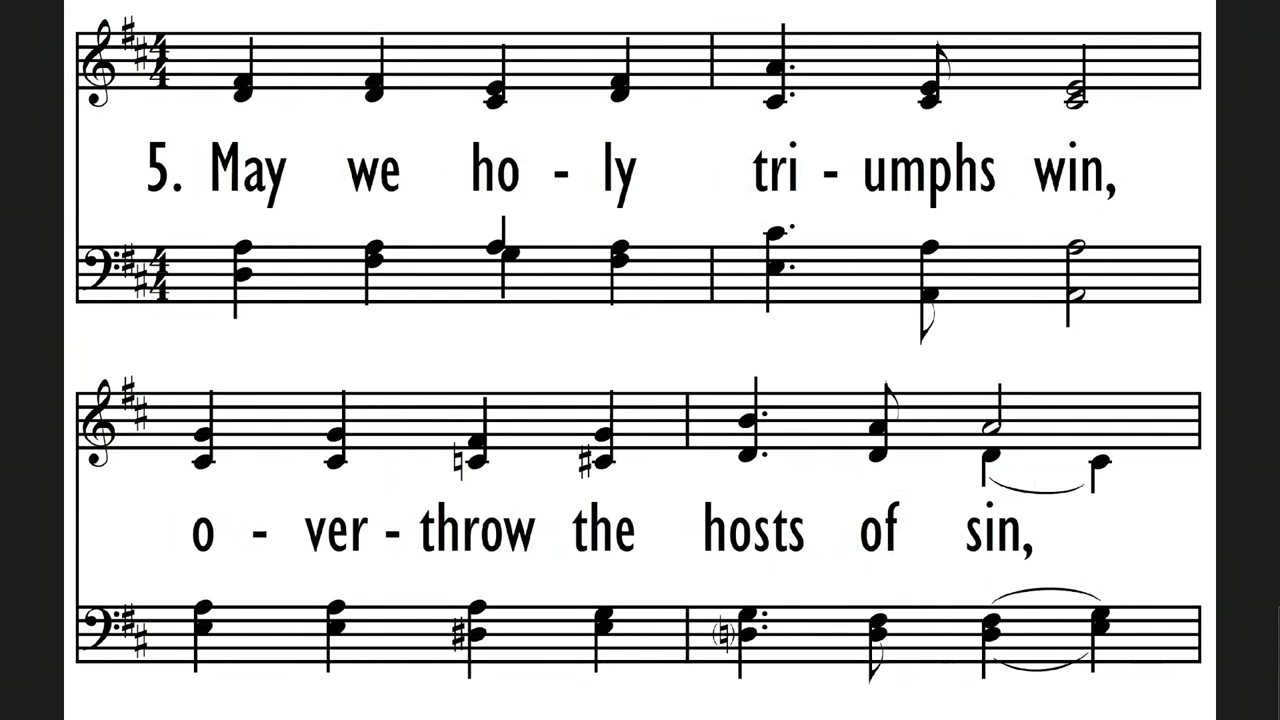 5. May we ho - ly tri - umphs win,
o - ver - throw the hosts of sin,